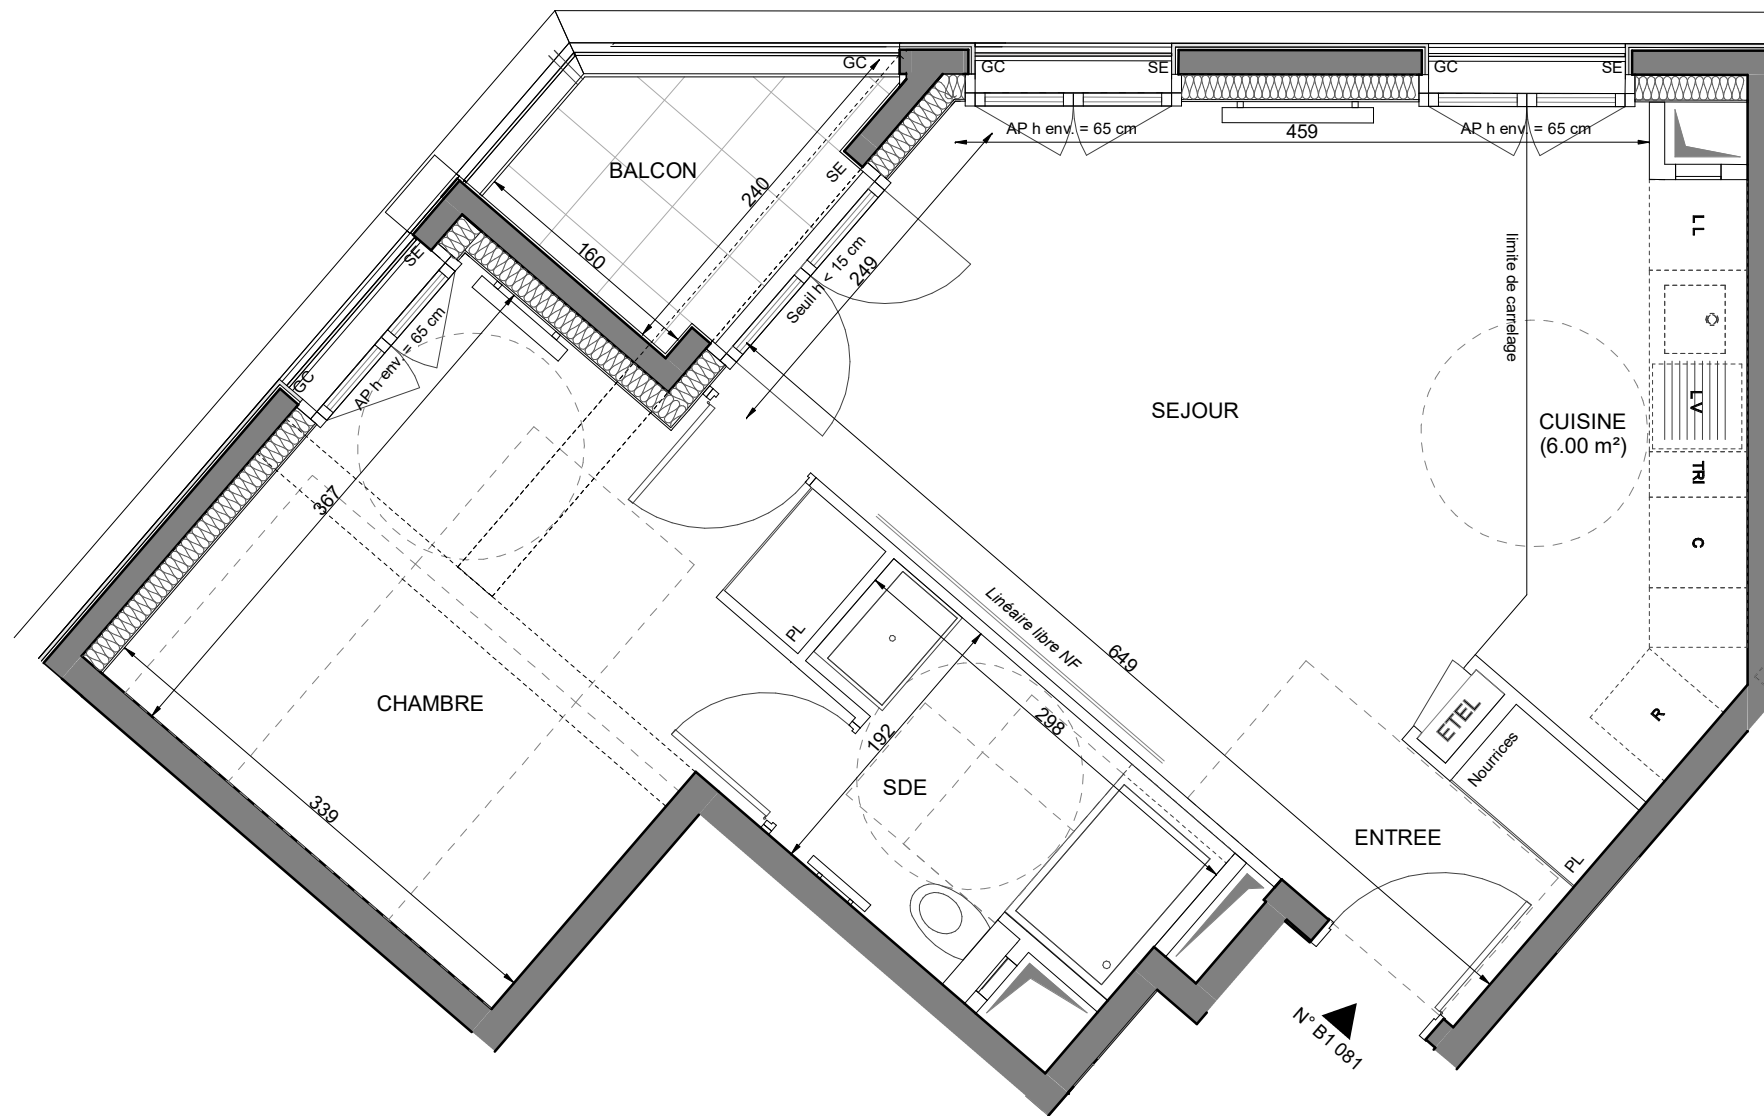 GC
GC
SE
GC
SE
AP h env. = 65 cm
459
AP h env. = 65 cm
BALCON
240
SE
160
249
Seuil h < 15 cm
SE
GC
AP h env. = 65 cm
367
LL
limite de carrelage
SEJOUR
LV
CUISINE
(6.00 m²)
TRI
C
R
Linéaire libre NF
649
PL
CHAMBRE
192
298
SDE
339
ETEL
Nourrices
ENTREE
PL
N° B1 081